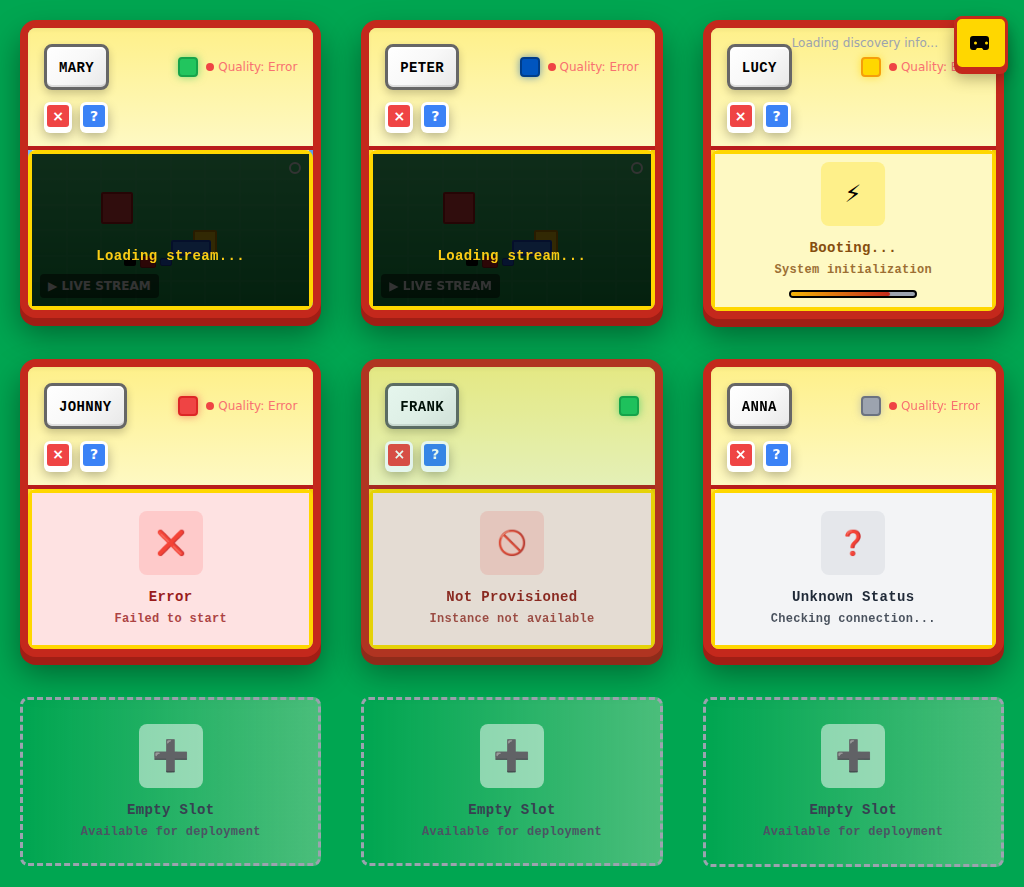 Loading discovery info...
MARY
Quality: Error
×
?
Loading stream...
▶ LIVE STREAM
PETER
Quality: Error
×
?
Loading stream...
▶ LIVE STREAM
LUCY
Quality:
×
?
Booting...
System initialization
JOHNNY
Quality: Error
×
?
Error
Failed to start
FRANK
×
?
Not Provisioned
Instance not available
ANNA
Quality: Error
×
?
Unknown Status
Checking connection...
Empty Slot
Available for deployment
Empty Slot
Available for deployment
Empty Slot
Available for deployment